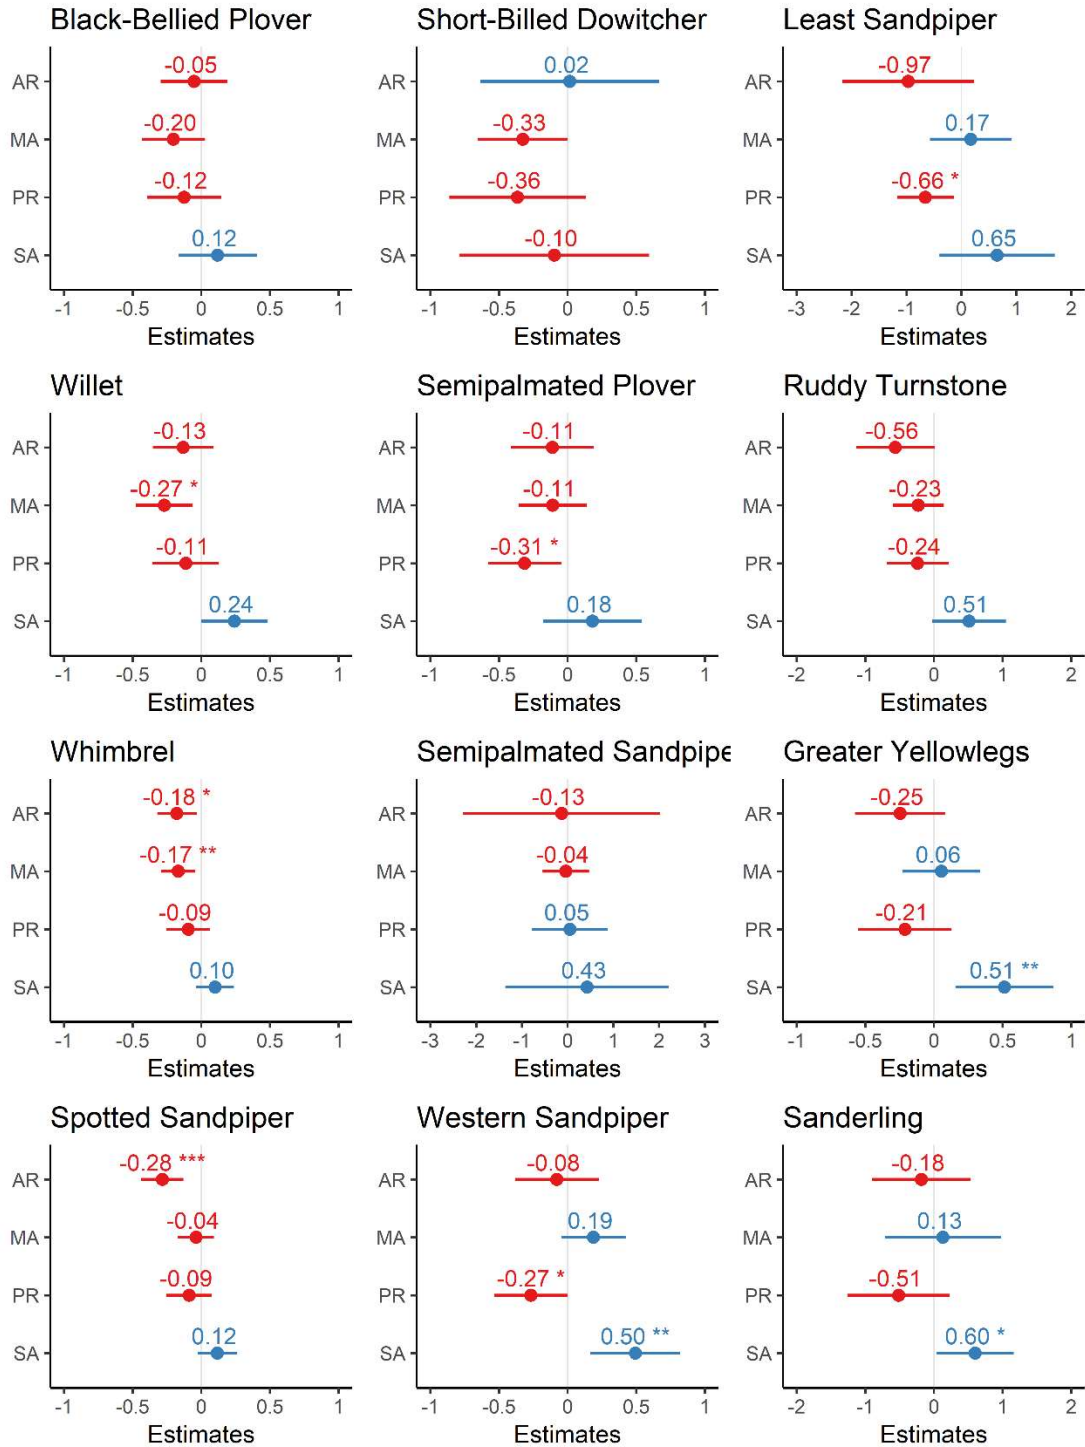 Black-Bellied Plover
AR
-0.05
MA
-0.20
PR
-0.12
SA
0.12
-1 -0.5 0 0.5 1
Estimates
Short-Billed Dowitcher
AR
0.02
MA
-0.33
PR
-0.36
SA
-0.10
-1 -0.5 0 0.5 1
Estimates
Least Sandpiper
AR
-0.97
MA
0.17
PR
-0.66 *
SA
0.65
-3 -2 -1 0 1 2
Estimates
Willet
AR
-0.13
MA
-0.27 *
PR
-0.11
SA
0.24
-1 -0.5 0 0.5 1
Estimates
Semipalmated Plover
AR
-0.11
MA
-0.11
PR
-0.31 *
SA
0.18
-1 -0.5 0 0.5 1
Estimates
Ruddy Turnstone
AR
-0.56
MA
-0.23
PR
-0.24
SA
0.51
-2 -1 0 1 2
Estimates
Whimbrel
AR
-0.18 *
MA
-0.17 **
PR
-0.09
SA
0.10
-1 -0.5 0 0.5 1
Estimates
Semipalmated Sandpipe
AR
-0.13
MA
-0.04
PR
0.05
SA
0.43
-3 -2 -1 0 1 2 3
Estimates
Greater Yellowlegs
AR
-0.25
MA
0.06
PR
-0.21
SA
0.51 **
-1 -0.5 0 0.5 1
Estimates
Spotted Sandpiper
AR
-0.28 ***
MA
-0.04
PR
-0.09
SA
0.12
-1 -0.5 0 0.5 1
Estimates
Western Sandpiper
AR
-0.08
MA
0.19
PR
-0.27 *
SA
0.50 **
-1 -0.5 0 0.5 1
Estimates
Sanderling
AR
-0.18
MA
0.13
PR
-0.51
SA
0.60 *
-2 -1 0 1 2
Estimates